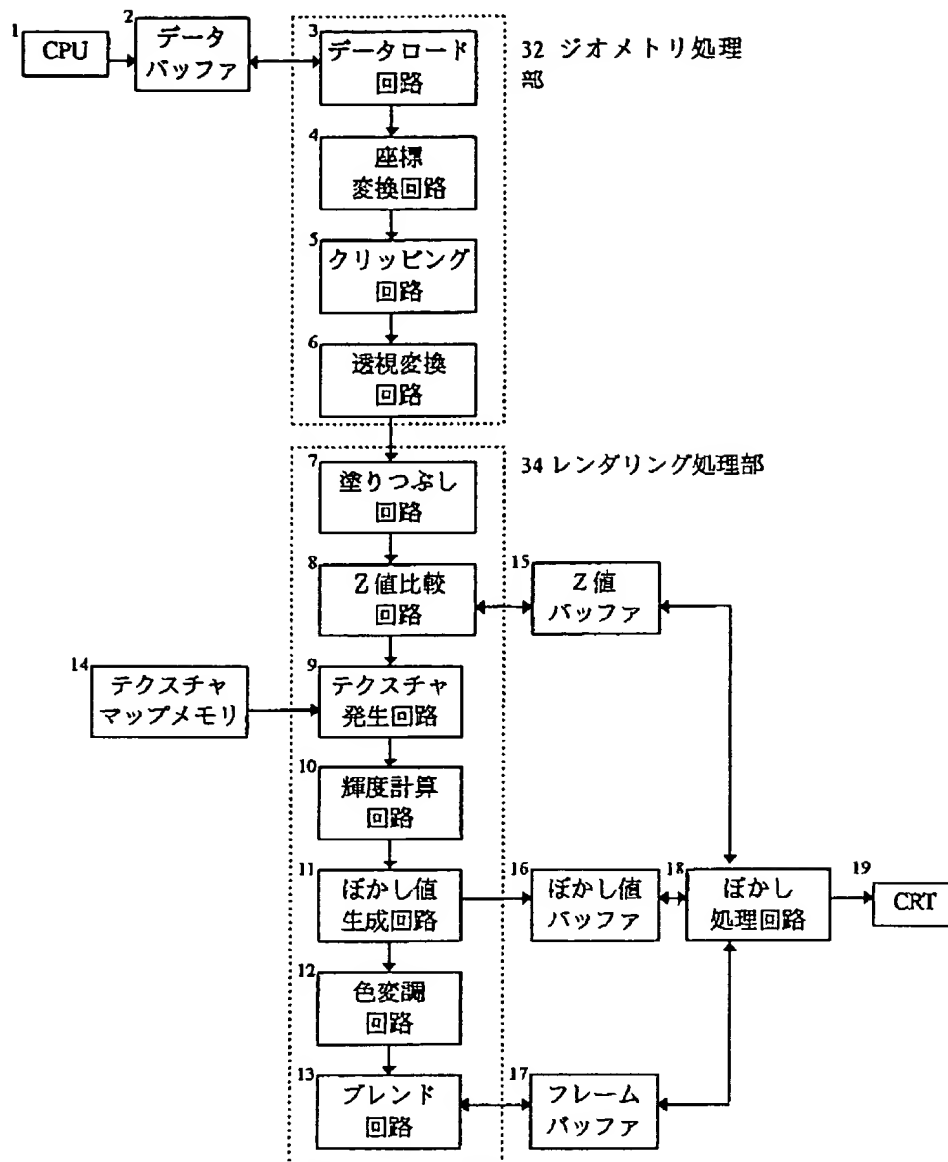 1
CPU
2
データ
バッファ
3
データロード
回路
32 ジオメトリ処理
部
4
座標
変換回路
5
クリッピング
回路
6
透視変換
回路
34 レンダリング処理部
7
塗りつぶし
回路
8
Z値比較
回路
15
Z値
バッファ
14
テクスチャ
マップメモリ
9
テクスチャ
発生回路
10
輝度計算
回路
11
ぼかし値
生成回路
16
ぼかし値
バッファ
18
ぼかし
処理回路
19
CRT
12
色変調
回路
13
ブレンド
回路
17
フレーム
バッファ